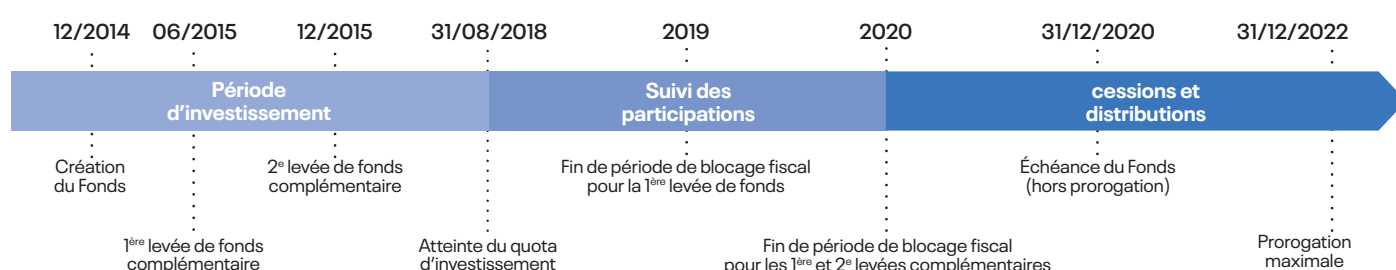 12/2014 06/2015 12/2015 31/08/2018 2019 2020 31/12/2020 31/12/2022
Période
d’investissement
Suivi des
participations
cessions et
distributions
Création
du Fonds
2e levée de fonds
complémentaire
Fin de période de blocage fiscal
pour la 1ère levée de fonds
Échéance du Fonds
(hors prorogation)
1ère levée de fonds
complémentaire
Atteinte du quota
d’investissement
Fin de période de blocage fiscal
pour les 1ère et 2e levées complémentaires
Prorogation
maximale